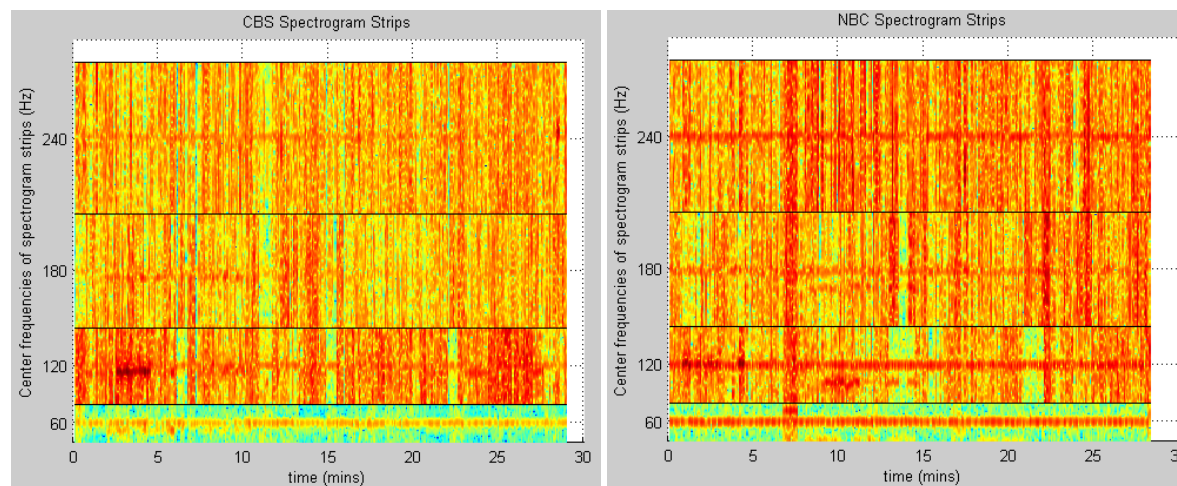 CBS Spectrogram Strips
Center frequencies of spectrogram strips (Hz)
240
180
120
60
0 5 10 15 20 25 30
time (mins)
NBC Spectrogram Strips
Center frequencies of spectrogram strips (Hz)
240
180
120
60
0 5 10 15 20 25 30
time (mins)